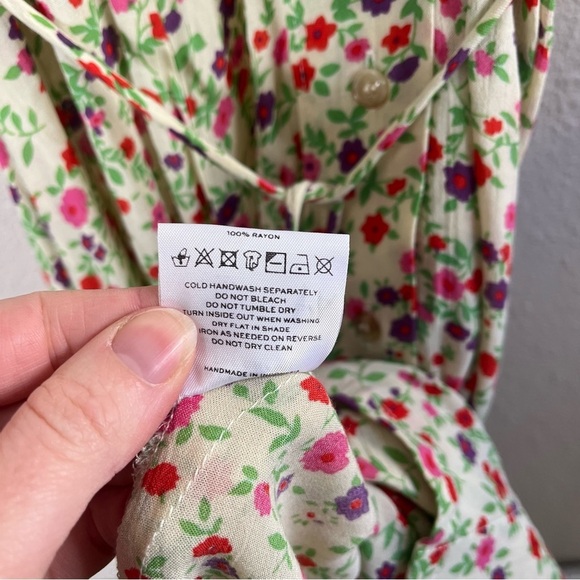 100% RAYON
COLD HANDWASH SEPARATELY
DO NOT BLEACH
DO NOT TUMBLE DRY
TURN INSIDE OUT WHEN WASHING
DRY FLAT IN SHADE
IRON AS NEEDED ON REVERSE
DO NOT DRY CLEAN
HANDMADE IN